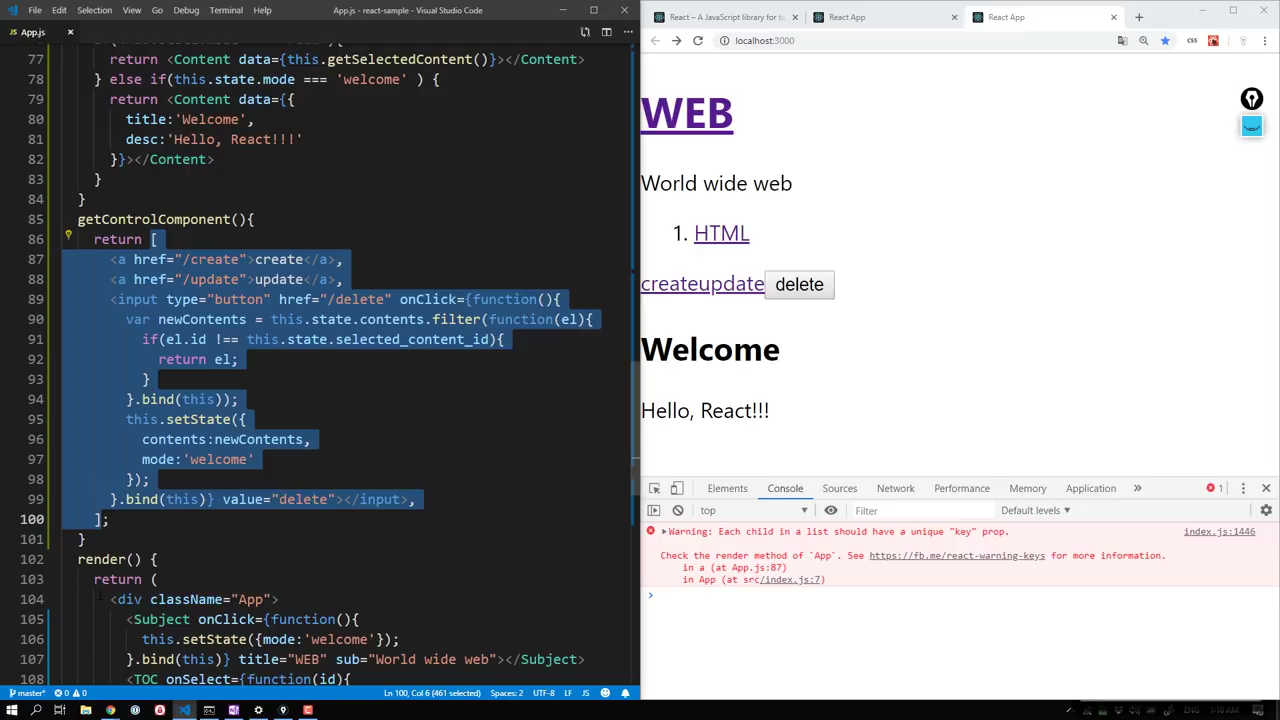 File Edit Selection View Go Debug Terminal Help App.js - react-sample - Visual Studio Code
App.js
77 return <Content data={this.getSelectedContent()}></Content>
78 } else if(this.state.mode === 'welcome' ) {
79 return <Content data={{
80 title:'Welcome',
81 desc:'Hello, React!!!'
82 }}></Content>
83 }
84 }
85 getControlComponent(){
86 return [
87 <a href="/create">create</a>,
88 <a href="/update">update</a>,
89 <input type="button" href="/delete" onClick={function(){
90 var newContents = this.state.contents.filter(function(el){
91 if(el.id !== this.state.selected_content_id){
92 return el;
93 }
94 }.bind(this));
95 this.setState({
96 contents:newContents,
97 mode:'welcome'
98 });
99 }.bind(this)} value="delete"></input>,
100 ];
101 }
102 render() {
103 return (
104 <div className="App">
105 <Subject onClick={function(){
106 this.setState({mode:'welcome'});
107 }.bind(this)} title="WEB" sub="World wide web"></Subject>
108 <TOC onSelect={function(id){
master* 0 0 Ln 100, Col 6 (461 selected) Spaces: 2 UTF-8 LF JS
React – A JavaScript library for b React App React App
localhost:3000
CSS
WEB
World wide web
1. HTML
createupdate delete
Welcome
Hello, React!!!
Elements Console Sources Network Performance Memory Application » 1
top Filter Default levels
Warning: Each child in a list should have a unique "key" prop. index.js:1446
Check the render method of `App`. See https://fb.me/react-warning-keys for more information.
in a (at App.js:87)
in App (at src/index.js:7)
ENG 1:10 AM